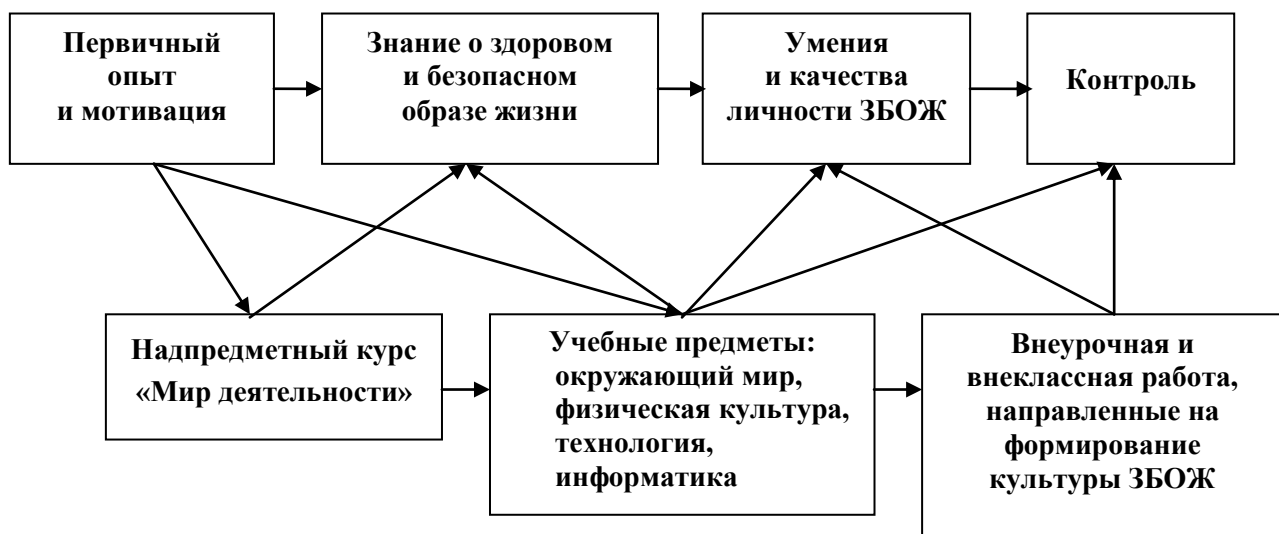 Первичный
опыт
и мотивация
Знание о здоровом
и безопасном
образе жизни
Умения
и качества
личности ЗБОЖ
Контроль
Надпредметный курс
«Мир деятельности»
Учебные предметы:
окружающий мир,
физическая культура,
технология,
информатика
Внеурочная и
внеклассная работа,
направленные на
формирование
культуры ЗБОЖ